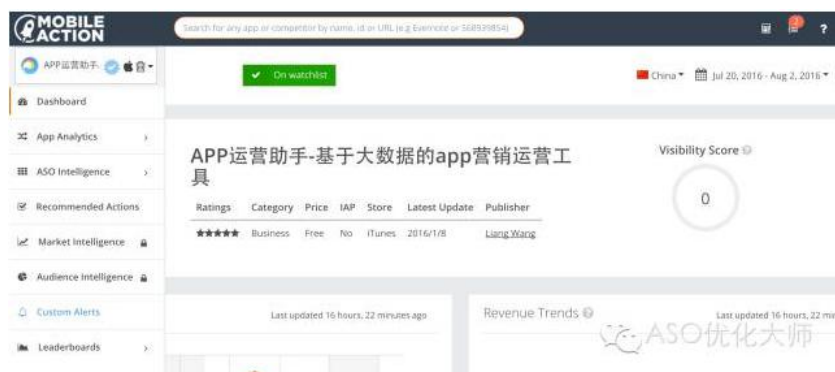 MOBILE
ACTION
Search for any app or competitor by name, id or URL (e.g Evernote or 568939854)
3
?
APP运营助手-
On watchlist
China
Jul 20, 2016 - Aug 2, 2016
Dashboard
App Analytics
ASO Intelligence
Recommended Actions
Market Intelligence
Audience Intelligence
Custom Alerts
Leaderboards
APP运营助手-基于大数据的app营销运营工
具
Ratings Category Price IAP Store Latest Update Publisher
★★★★★ Business Free No iTunes 2016/1/8 Liang Wang
Visibility Score
0
Last updated 16 hours, 22 minutes ago
Revenue Trends
Last updated 16 hours, 22 min
ASO优化大师